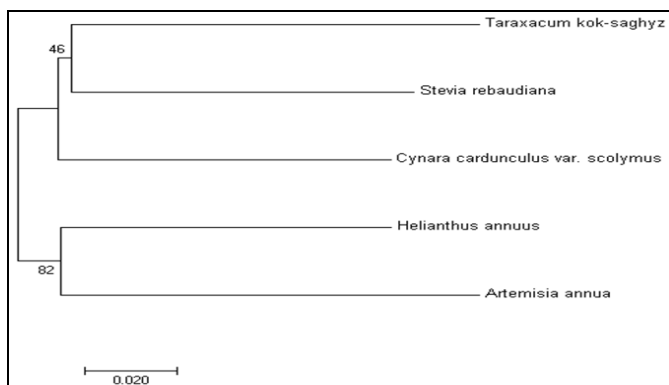 Taraxacum kok-saghyz
46
Stevia rebaudiana
Cynara cardunculus var. scolymus
Helianthus annuus
82
Artemisia annua
0.020